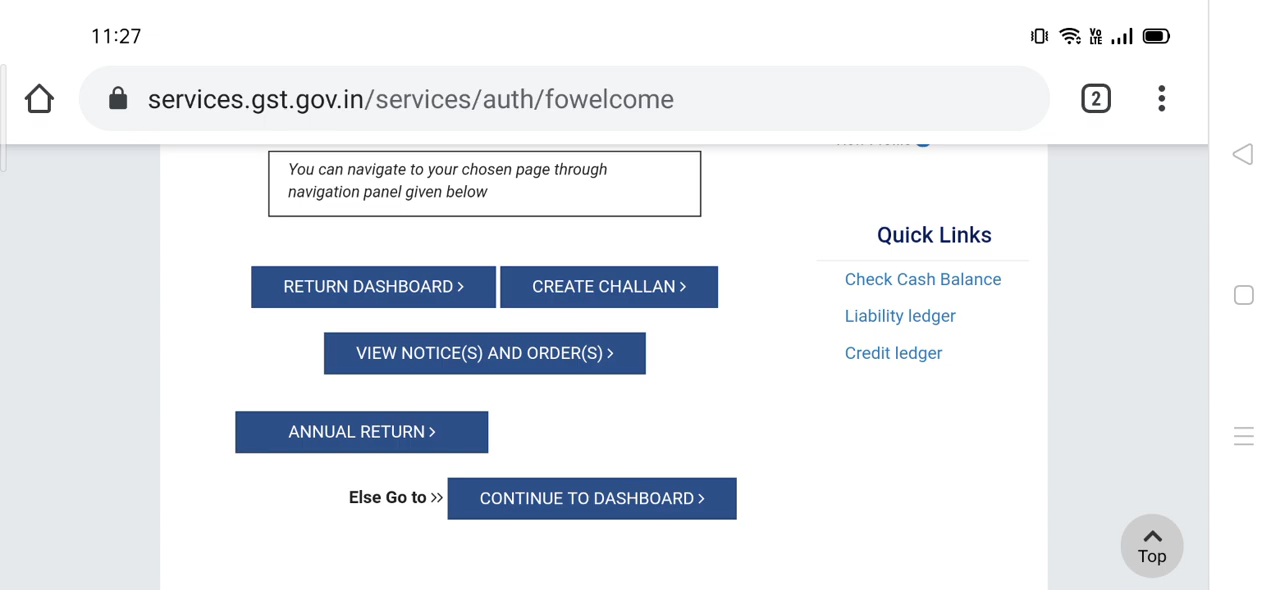 11:27
VO
LTE
services.gst.gov.in/services/auth/fowelcome
2
You can navigate to your chosen page through
navigation panel given below
Quick Links
RETURN DASHBOARD >
CREATE CHALLAN >
Check Cash Balance
Liability ledger
VIEW NOTICE(S) AND ORDER(S) >
Credit ledger
ANNUAL RETURN >
Else Go to >> CONTINUE TO DASHBOARD >
Top